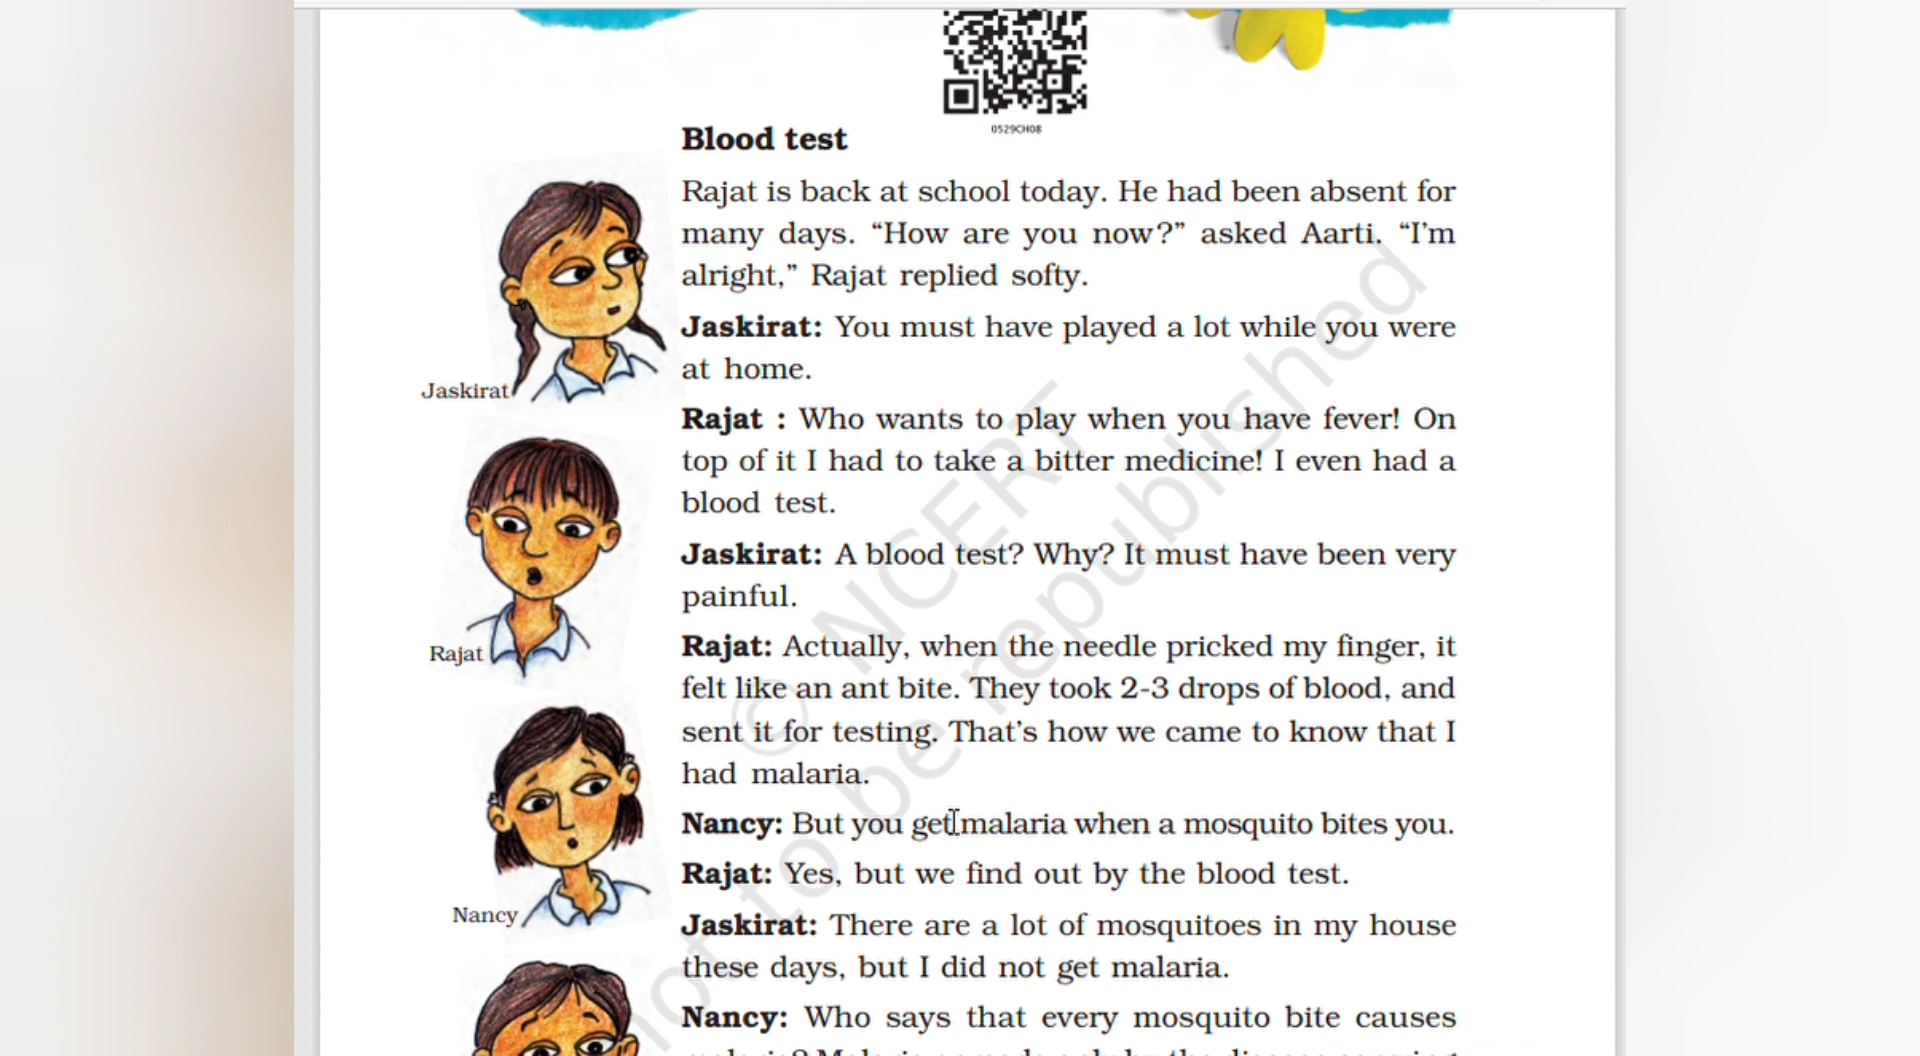 0529CH08
Blood test
Rajat is back at school today. He had been absent for
many days. “How are you now?” asked Aarti. “I’m
alright,” Rajat replied softy.
Jaskirat: You must have played a lot while you were
at home.
Jaskirat
Rajat : Who wants to play when you have fever! On
top of it I had to take a bitter medicine! I even had a
blood test.
Jaskirat: A blood test? Why? It must have been very
painful.
Rajat: Actually, when the needle pricked my finger, it
Rajat
felt like an ant bite. They took 2-3 drops of blood, and
sent it for testing. That’s how we came to know that I
had malaria.
Nancy: But you get malaria when a mosquito bites you.
Rajat: Yes, but we find out by the blood test.
Nancy
Jaskirat: There are a lot of mosquitoes in my house
these days, but I did not get malaria.
Nancy: Who says that every mosquito bite causes
© NCERT
not to be republished